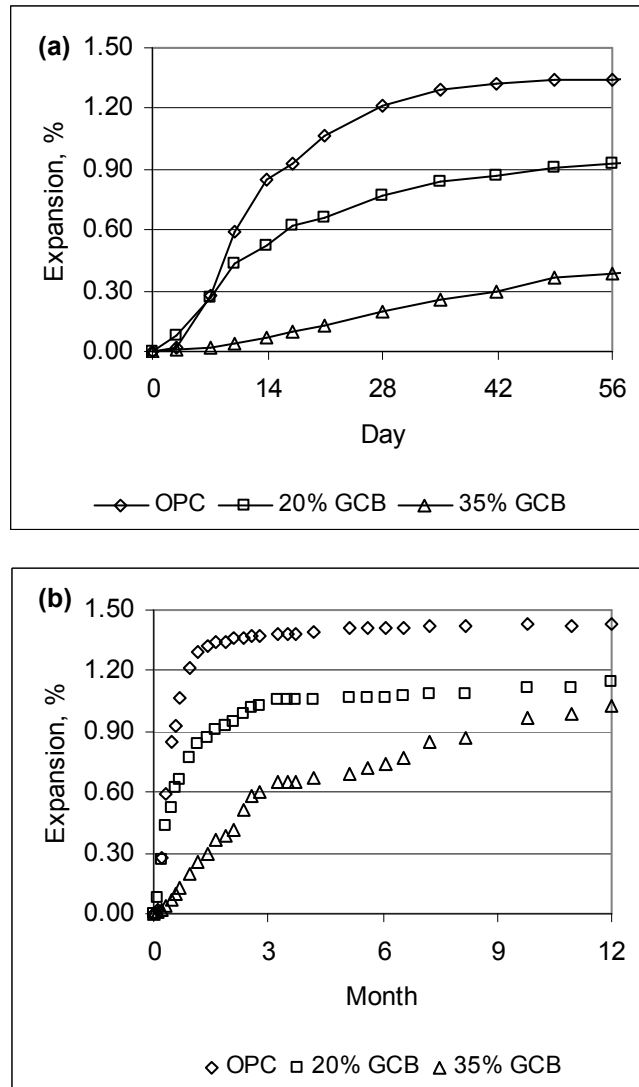 (a)
1.50
1.20
0.90
0.60
0.30
0.00
Expansion, %
0 14 28 42 56
Day
OPC 20% GCB 35% GCB
(b)
1.50
1.20
0.90
0.60
0.30
0.00
Expansion, %
0 3 6 9 12
Month
OPC 20% GCB 35% GCB